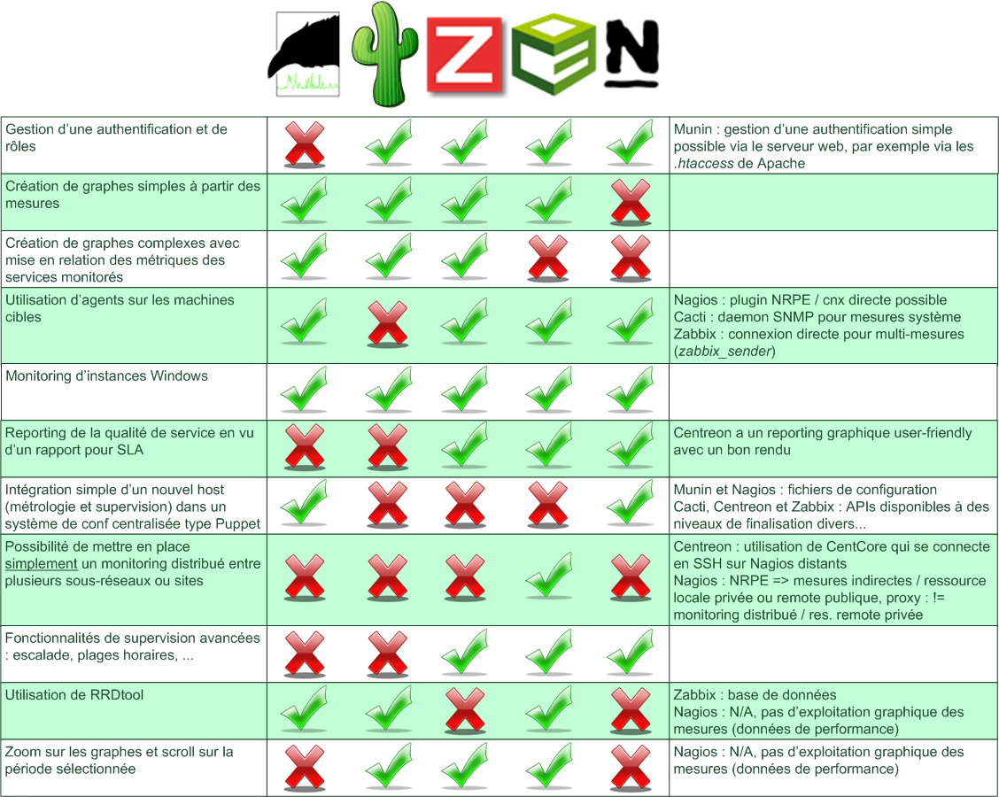 Z
N
Gestion d'une authentification et de
rôles
Munin : gestion d'une authentification simple
possible via le serveur web, par exemple via les
.htaccess de Apache
Création de graphes simples à partir des
mesures
Création de graphes complexes avec
mise en relation des métriques des
services monitorés
Utilisation d'agents sur les machines
cibles
Nagios : plugin NRPE / cnx directe possible
Cacti : daemon SNMP pour mesures système
Zabbix : connexion directe pour multi-mesures
(zabbix_sender)
Monitoring d'instances Windows
Reporting de la qualité de service en vu
d'un rapport pour SLA
Centreon a un reporting graphique user-friendly
avec un bon rendu
Intégration simple d'un nouvel host
(métrologie et supervision) dans un
système de conf centralisée type Puppet
Munin et Nagios : fichiers de configuration
Cacti, Centreon et Zabbix : APIs disponibles à des
niveaux de finalisation divers...
Possibilité de mettre en place
simplement un monitoring distribué entre
plusieurs sous-réseaux ou sites
Centreon : utilisation de CentCore qui se connecte
en SSH sur Nagios distants
Nagios : NRPE => mesures indirectes / ressource
locale privée ou remote publique, proxy : !=
monitoring distribué / res. remote privée
Fonctionnalités de supervision avancées
: escalade, plages horaires, ...
Utilisation de RRDtool
Zabbix : base de données
Nagios : N/A, pas d'exploitation graphique des
mesures (données de performance)
Zoom sur les graphes et scroll sur la
période sélectionnée
Nagios : N/A, pas d'exploitation graphique des
mesures (données de performance)